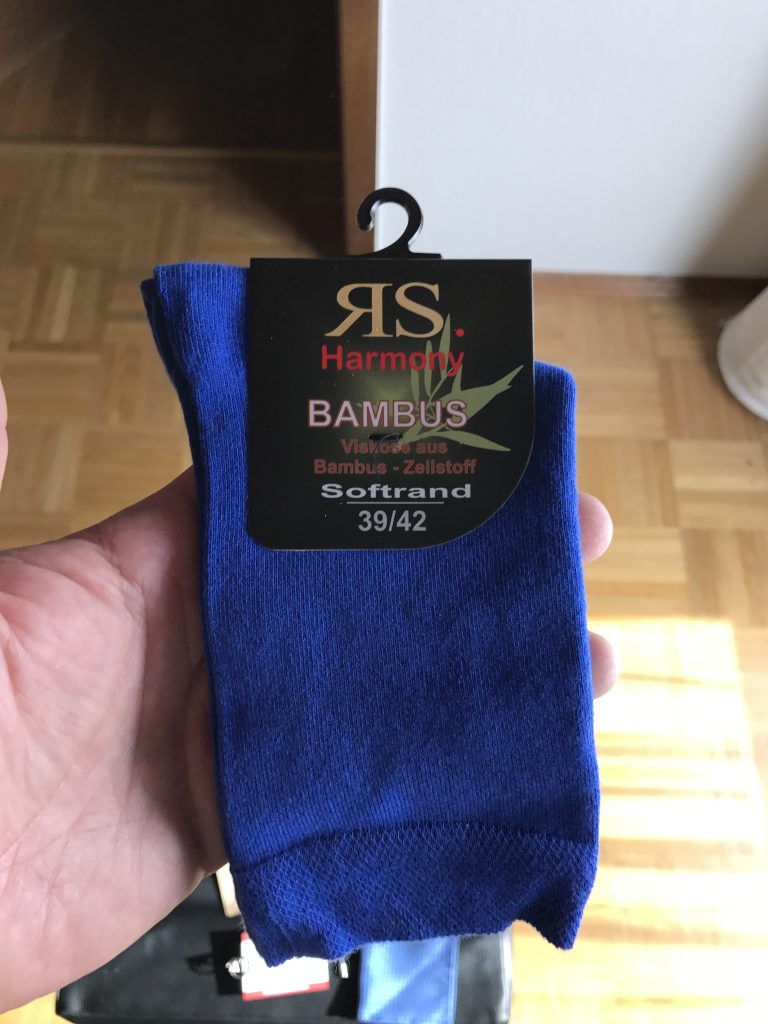 ЯS.
Harmony
BAMBUS
Viskose aus
Bambus - Zellstoff
Softrand
39/42